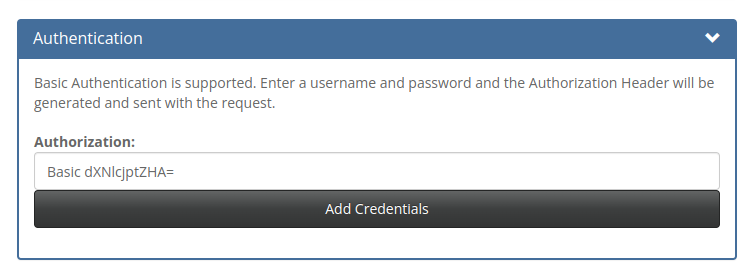 Authentication
Basic Authentication is supported. Enter a username and password and the Authorization Header will be
generated and sent with the request.
Authorization:
Basic dXNlcjptZHA=
Add Credentials